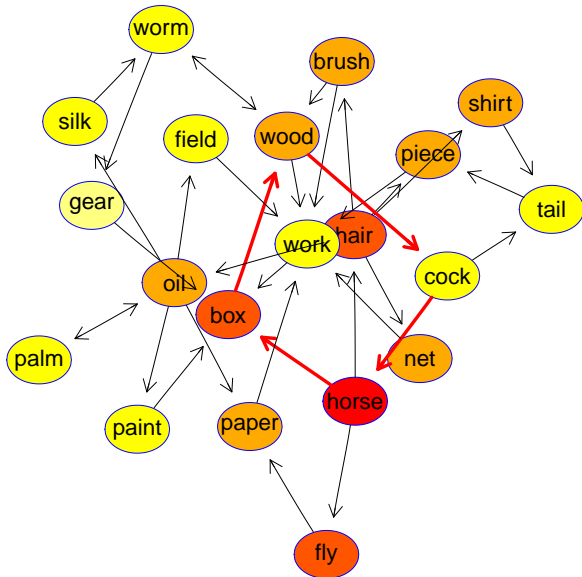 worm
brush
shirt
silk
field
wood
piece
gear
tail
work
hair
oil
cock
box
palm
net
horse
paint
paper
fly